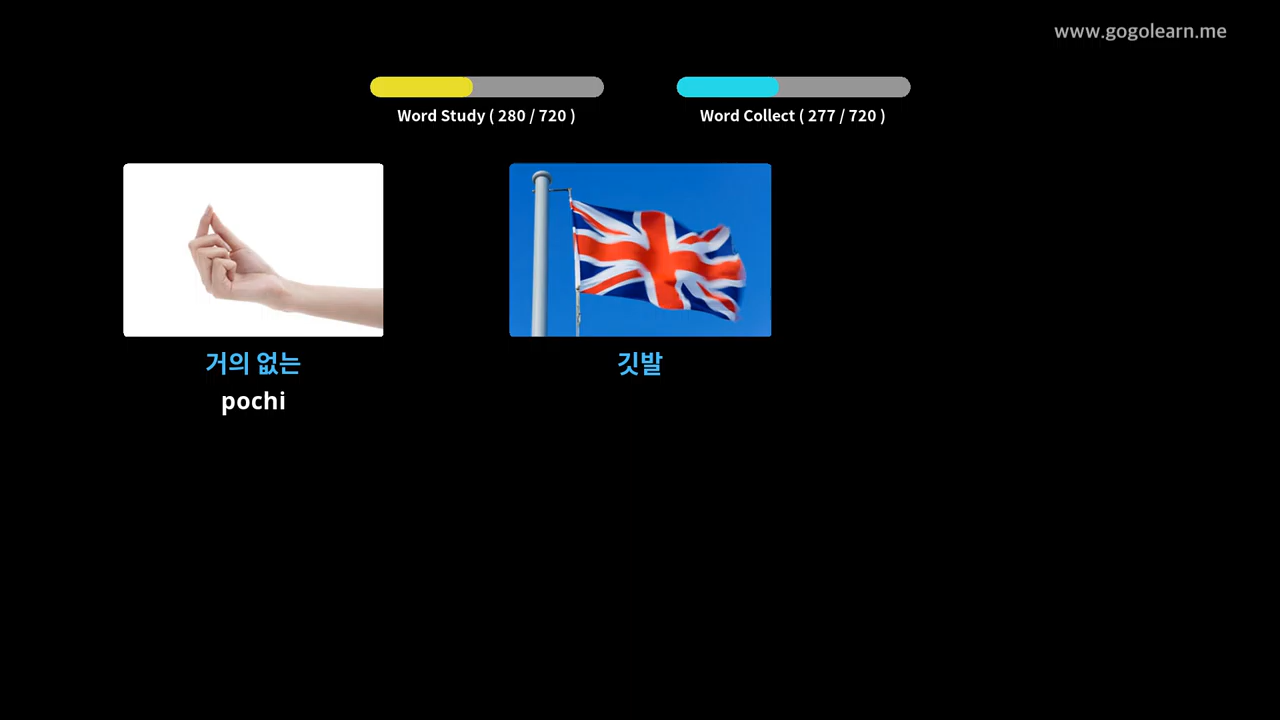 www.gogolearn.me
Word Study ( 280 / 720 )
Word Collect ( 277 / 720 )
거의 없는
깃발
pochi